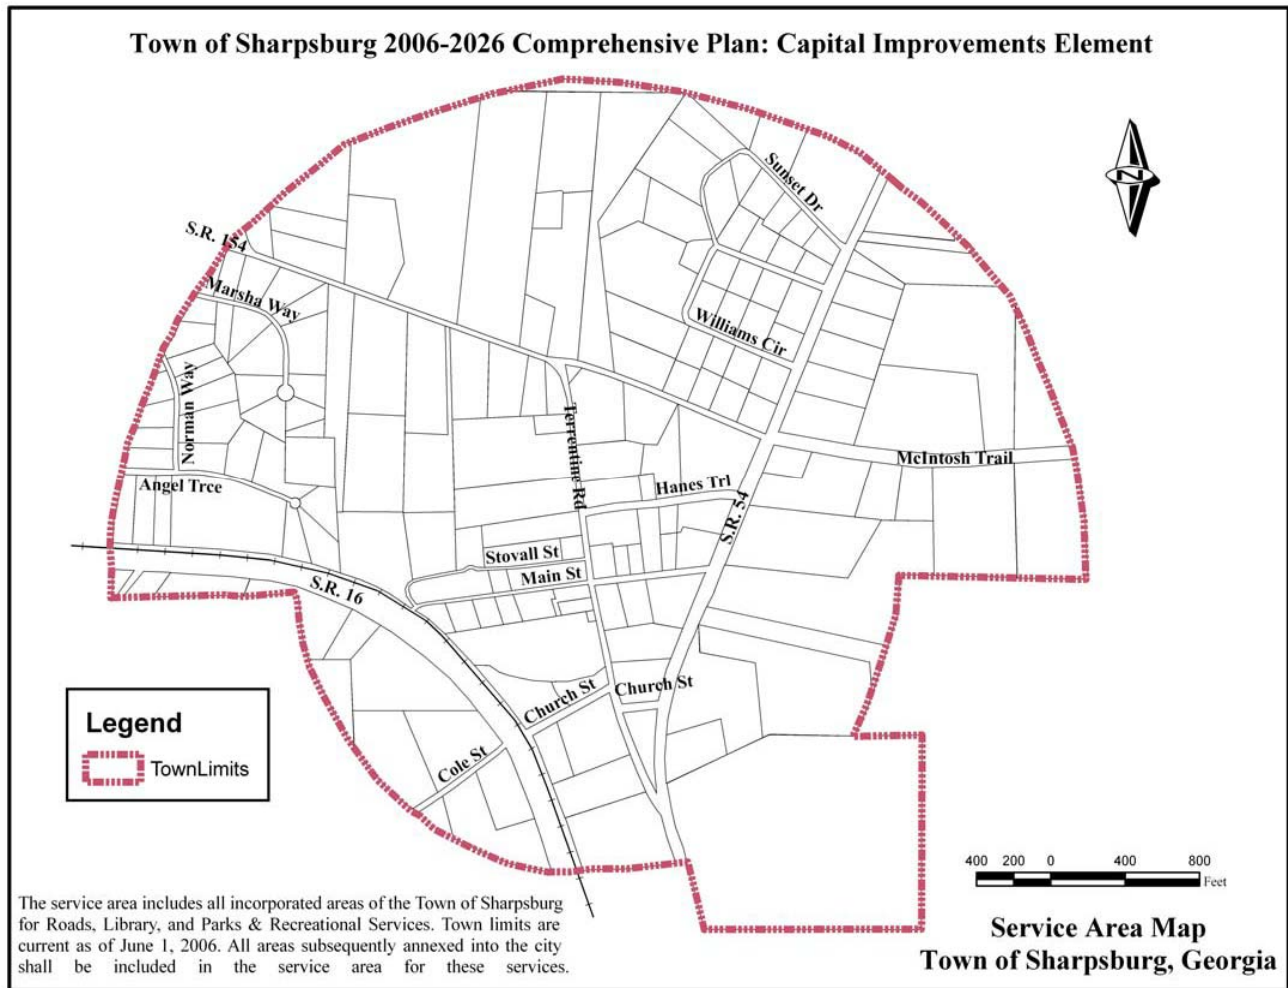 Town of Sharpsburg 2006-2026 Comprehensive Plan: Capital Improvements Element
N
Sunset Dr
S.R. 154
Marsha Way
Williams Cir
Norman Way
Terrentine Rd
McIntosh Trail
Angel Trce
Hanes Trl
S.R. 54
Stovall St
Main St
S.R. 16
Church St
Church St
Cole St
Legend
TownLimits
400 200 0 400 800
Feet
The service area includes all incorporated areas of the Town of Sharpsburg
for Roads, Library, and Parks & Recreational Services. Town limits are
current as of June 1, 2006. All areas subsequently annexed into the city
shall be included in the service area for these services.
Service Area Map
Town of Sharpsburg, Georgia